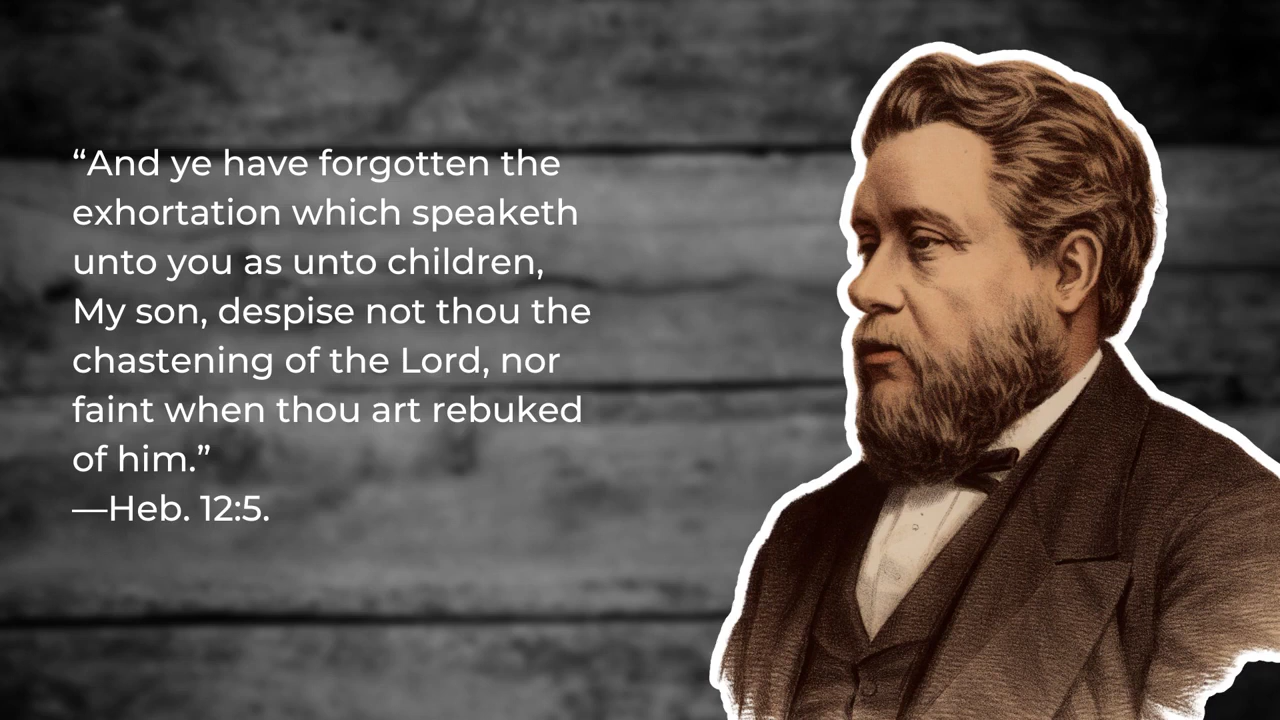 “And ye have forgotten the
exhortation which speaketh
unto you as unto children,
My son, despise not thou the
chastening of the Lord, nor
faint when thou art rebuked
of him.”
—Heb. 12:5.